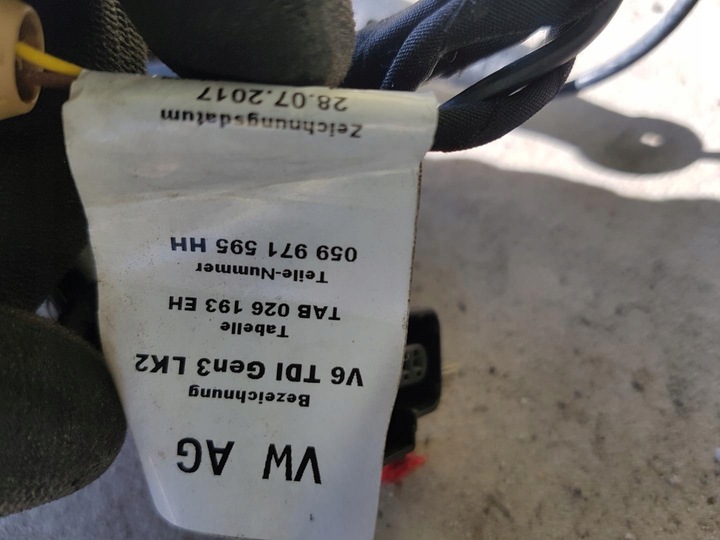 VW AG
Bezeichnung
V6 TDI Gen3 LK2
Tabelle
TAB 026 193 EH
Teile-Nummer
059 971 595 HH
Zeichnungsdatum
28.07.2017